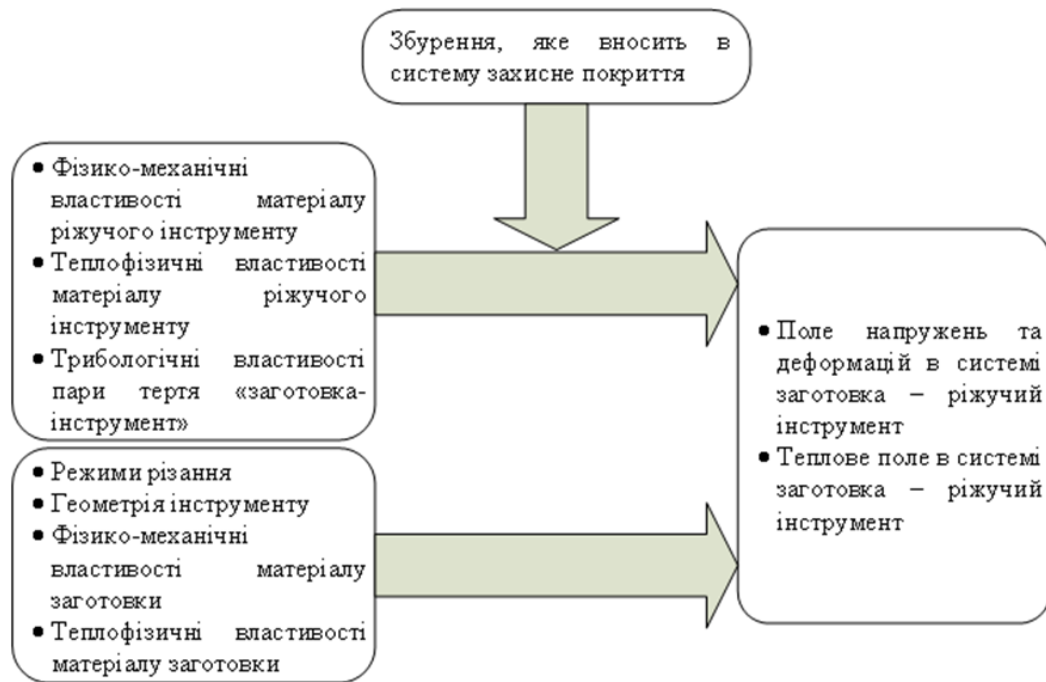 Збурення, яке вносить в
систему захисне покриття
● Фізико-механічні
властивості матеріалу
ріжучого інструменту
● Теплофізичні властивості
матеріалу ріжучого
інструменту
● Трибологічні властивості
пари тертя «заготовка-
інструмент»
● Режими різання
● Геометрія інструменту
● Фізико-механічні
властивості матеріалу
заготовки
● Теплофізичні властивості
матеріалу заготовки
● Поле напружень та
деформацій в системі
заготовка – ріжучий
інструмент
● Теплове поле в системі
заготовка – ріжучий
інструмент